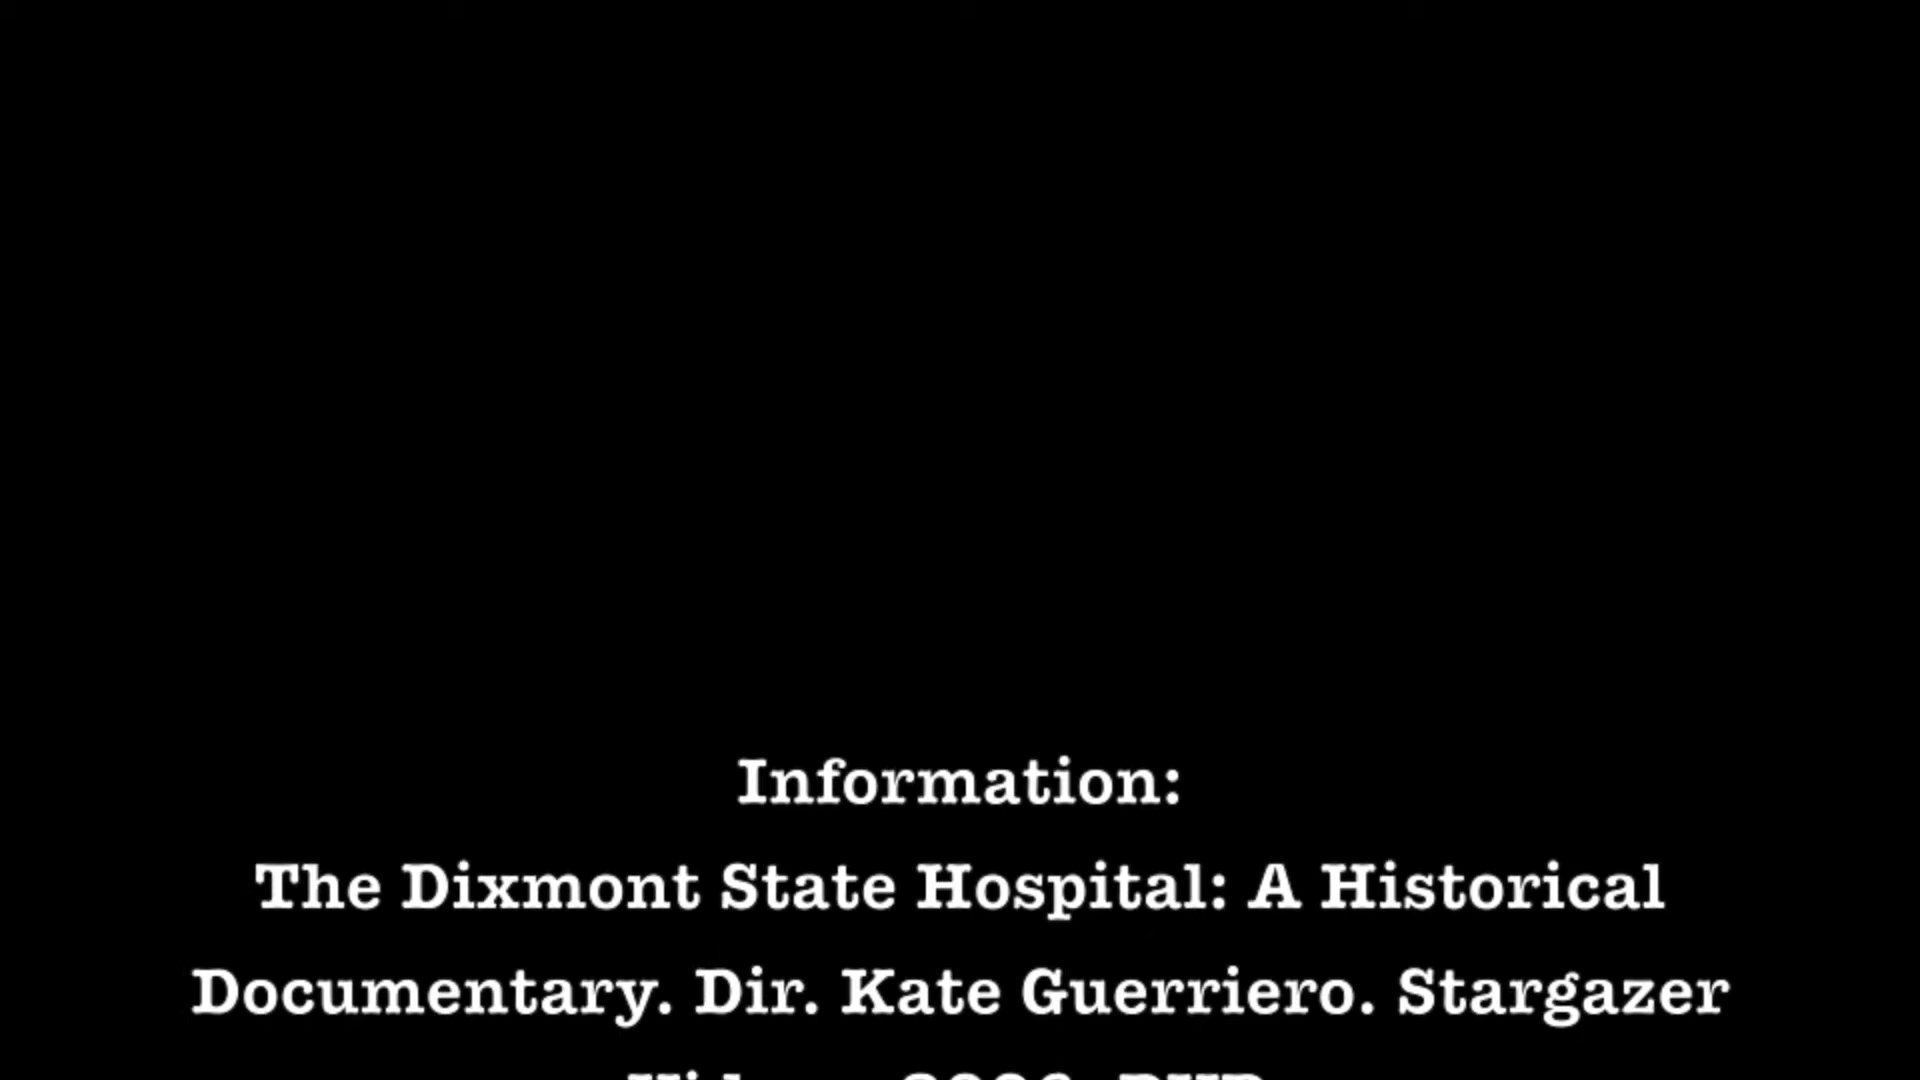 Information:
The Dixmont State Hospital: A Historical
Documentary. Dir. Kate Guerriero. Stargazer